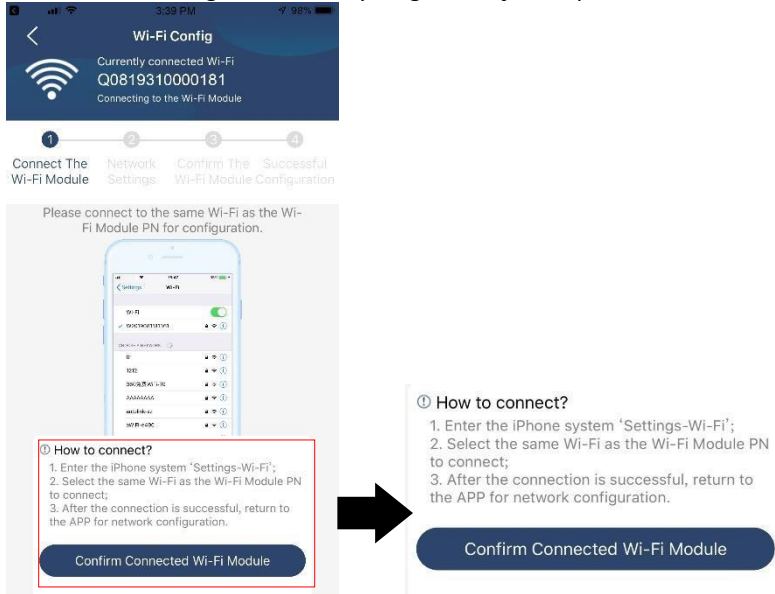 3:39 PM
98%
Wi-Fi Config
Currently connected Wi-Fi
Q0819310000181
Connecting to the Wi-Fi Module
1
2
3
4
Connect The
Wi-Fi Module
Network
Settings
Confirm The
Wi-Fi Module
Successful
Configuration
Please connect to the same Wi-Fi as the Wi-
Fi Module PN for configuration.
Settings
Wi-Fi
Wi-Fi
How to connect?
1. Enter the iPhone system ‘Settings-Wi-Fi’;
2. Select the same Wi-Fi as the Wi-Fi Module PN
to connect;
3. After the connection is successful, return to
the APP for network configuration.
Confirm Connected Wi-Fi Module
How to connect?
1. Enter the iPhone system ‘Settings-Wi-Fi’;
2. Select the same Wi-Fi as the Wi-Fi Module PN
to connect;
3. After the connection is successful, return to
the APP for network configuration.
Confirm Connected Wi-Fi Module